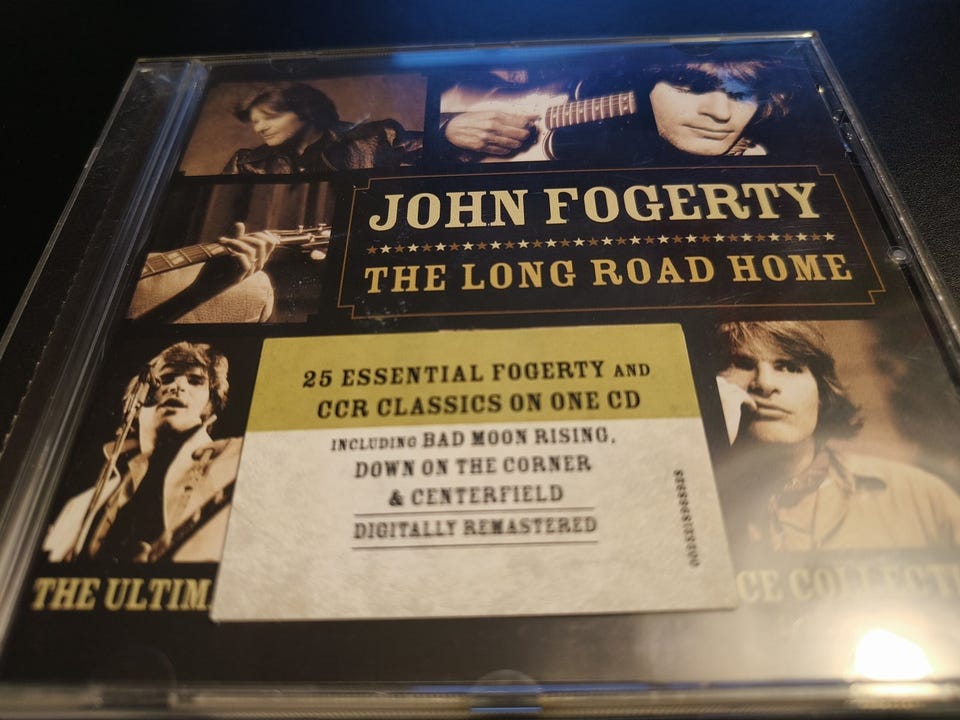 JOHN FOGERTY
THE LONG ROAD HOME
25 ESSENTIAL FOGERTY AND
CCR CLASSICS ON ONE CD
INCLUDING BAD MOON RISING,
DOWN ON THE CORNER
& CENTERFIELD
DIGITALLY REMASTERED
THE ULTIM CE COLLECTI